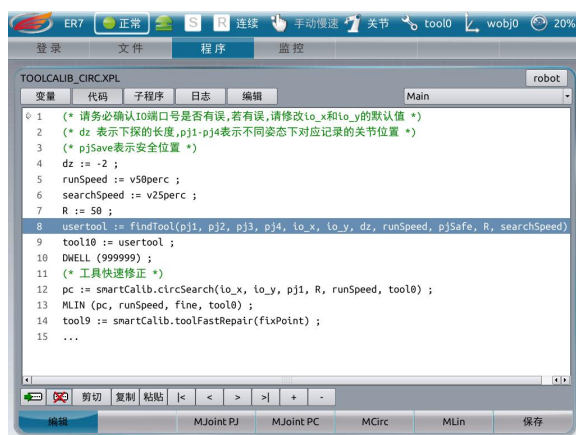 ER7 正常 S R 连续 手动慢速 关节 tool0 wobj0 20%
登录 文件 程序 监控
TOOLCALIB_CIRC.XPL robot
变量 代码 子程序 日志 编辑 Main
1 (* 请务必确认IO端口号是否有误,若有误,请修改io_x和io_y的默认值 *)
2 (* dz 表示下探的长度,pj1-pj4表示不同姿态下对应记录的关节位置 *)
3 (* pjSave表示安全位置 *)
4 dz := -2 ;
5 runSpeed := v50perc ;
6 searchSpeed := v25perc ;
7 R := 50 ;
8 usertool := findTool(pj1, pj2, pj3, pj4, io_x, io_y, dz, runSpeed, pjSafe, R, searchSpeed)
9 tool10 := usertool ;
10 DWELL (999999) ;
11 (* 工具快速修正 *)
12 pc := smartCalib.circSearch(io_x, io_y, pj1, R, runSpeed, tool0) ;
13 MLIN (pc, runSpeed, fine, tool0) ;
14 tool9 := smartCalib.toolFastRepair(fixPoint) ;
15 ...
剪切 复制 粘贴 |< < > >| + -
编辑 MJoint PJ MJoint PC MCirc MLin 保存